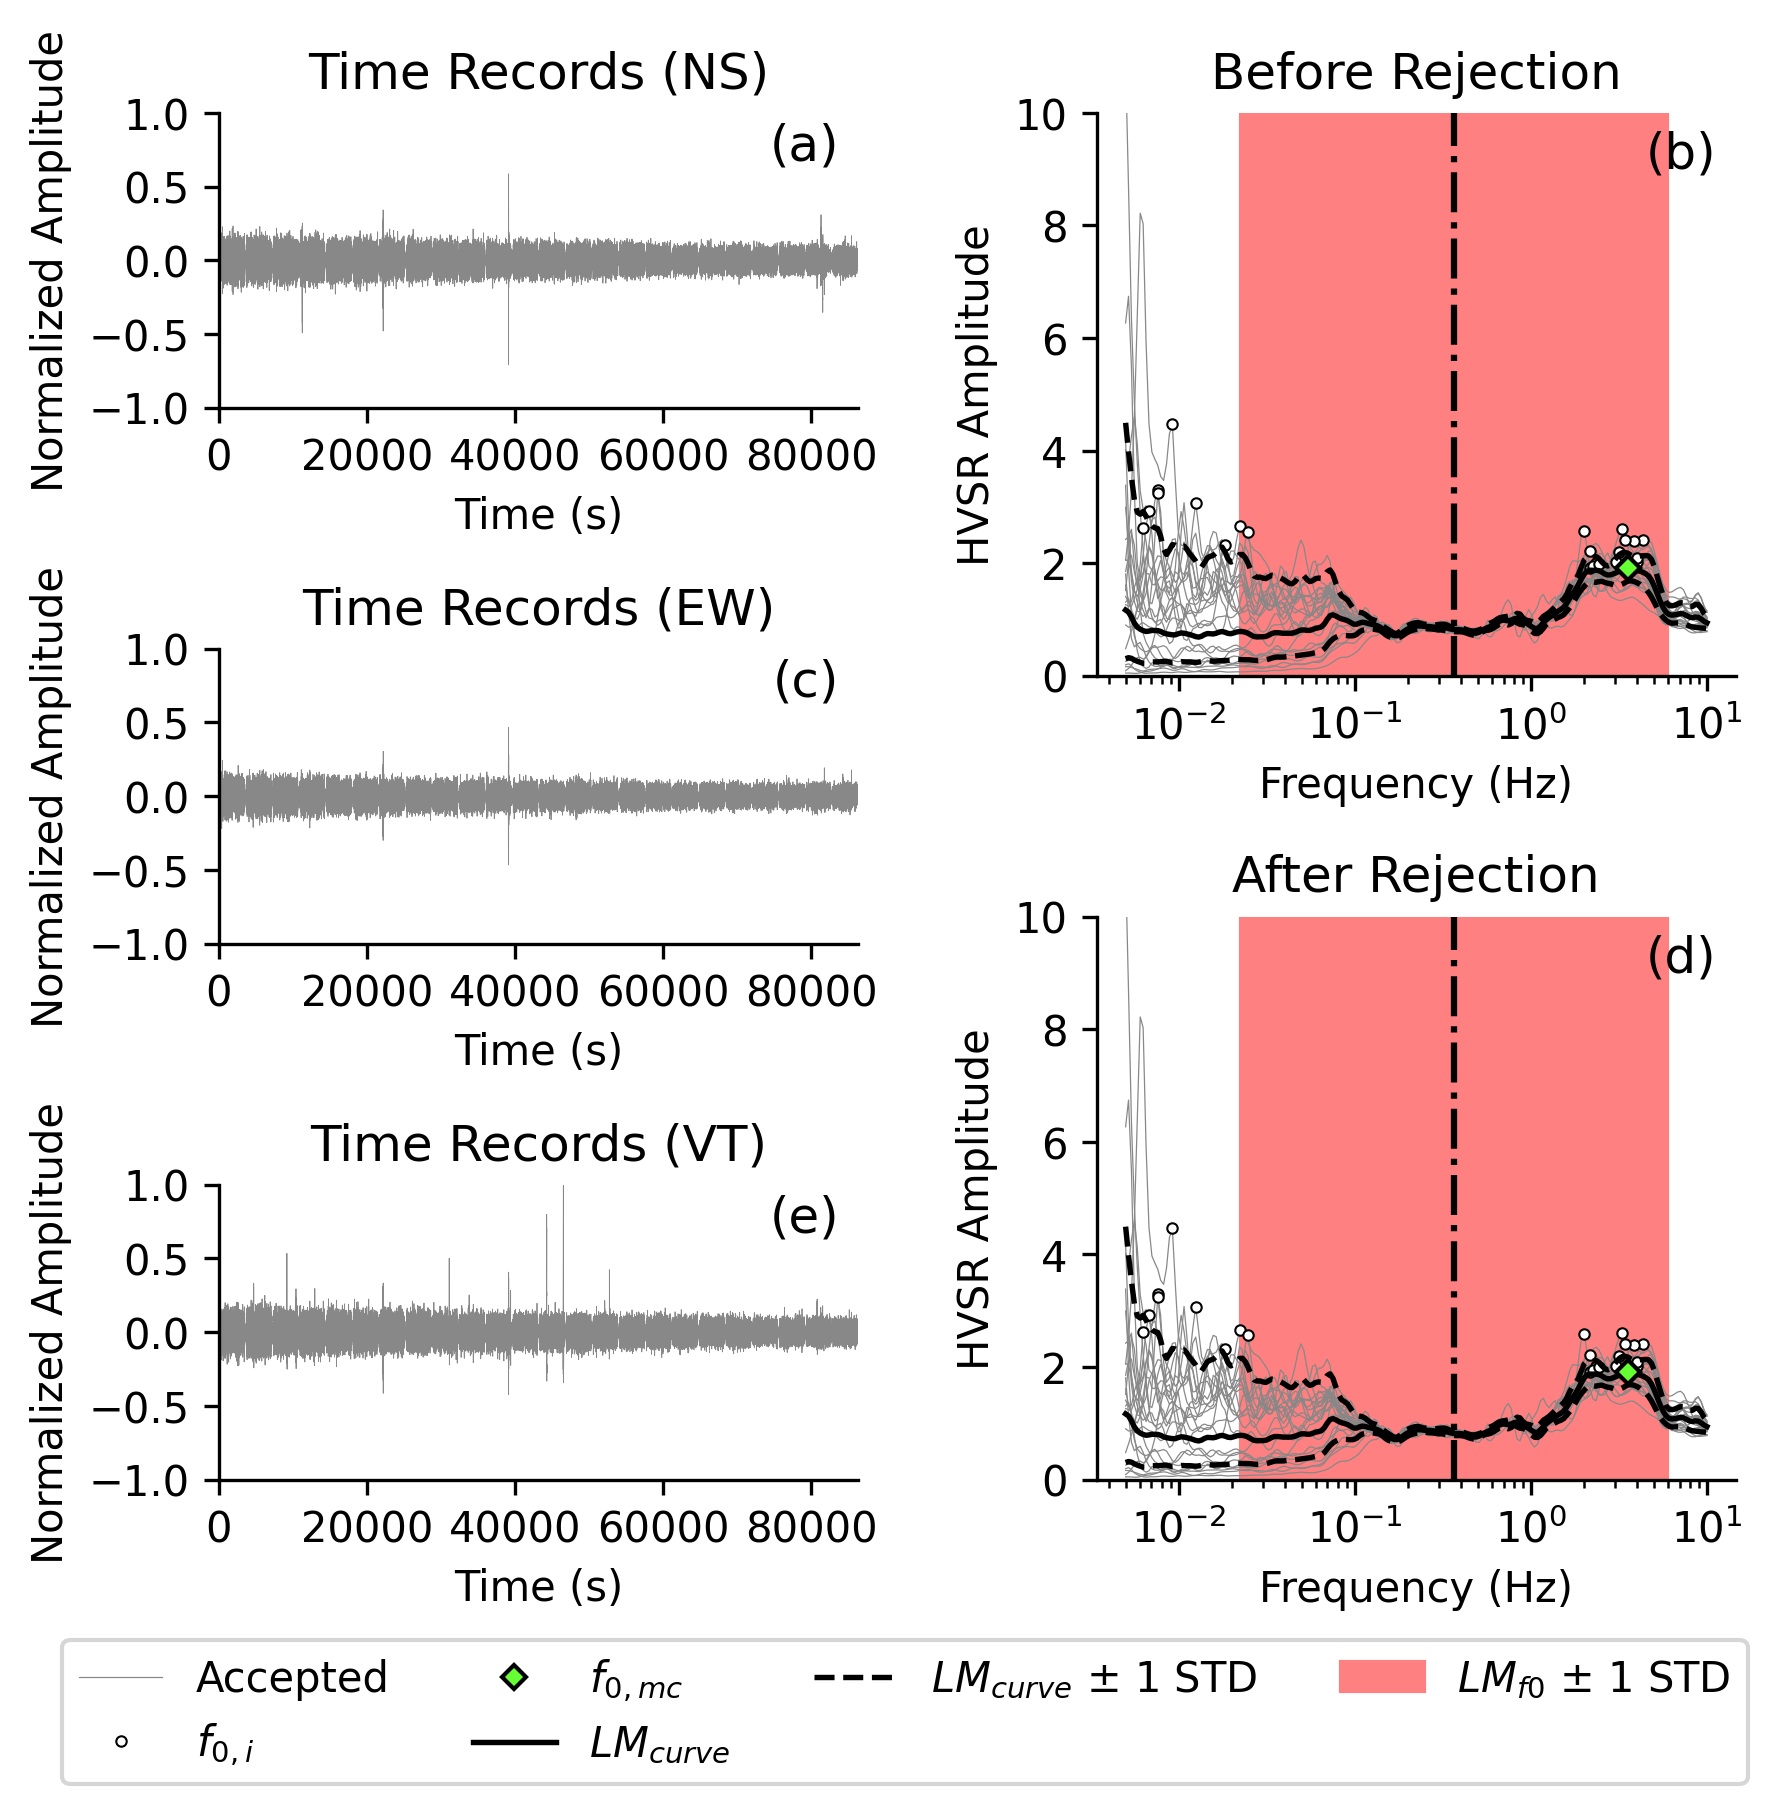 Time Records (NS)
Normalized Amplitude
1.0
0.5
0.0
−0.5
−1.0
(a)
0 20000 40000 60000 80000
Time (s)
Before Rejection
HVSR Amplitude
10
8
6
4
2
0
(b)
10⁻² 10⁻¹ 10⁰ 10¹
Frequency (Hz)
Time Records (EW)
Normalized Amplitude
1.0
0.5
0.0
−0.5
−1.0
(c)
0 20000 40000 60000 80000
Time (s)
After Rejection
HVSR Amplitude
10
8
6
4
2
0
(d)
10⁻² 10⁻¹ 10⁰ 10¹
Frequency (Hz)
Time Records (VT)
Normalized Amplitude
1.0
0.5
0.0
−0.5
−1.0
(e)
0 20000 40000 60000 80000
Time (s)
Accepted
f0,i
f0,mc
LMcurve
LMcurve ± 1 STD
LMf0 ± 1 STD